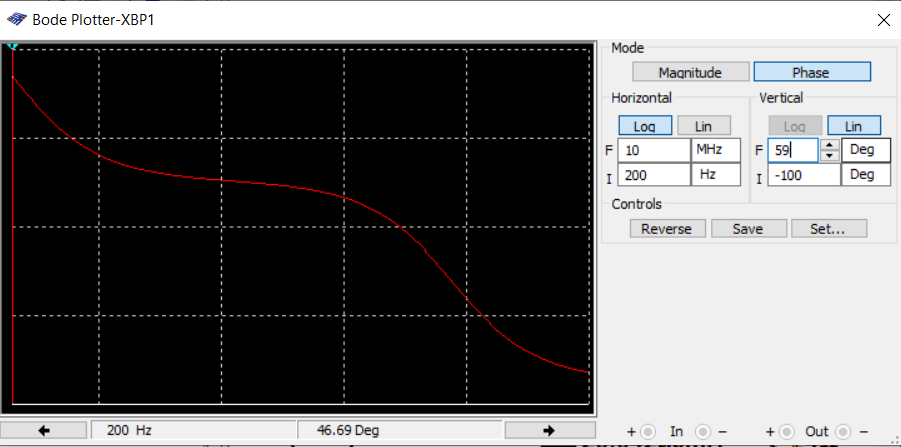 Bode Plotter-XBP1
Mode
Magnitude Phase
Horizontal Vertical
Log Lin Log Lin
F 10 MHz F 59 Deg
I 200 Hz I -100 Deg
Controls
Reverse Save Set...
200 Hz 46.69 Deg
+ In − + Out −